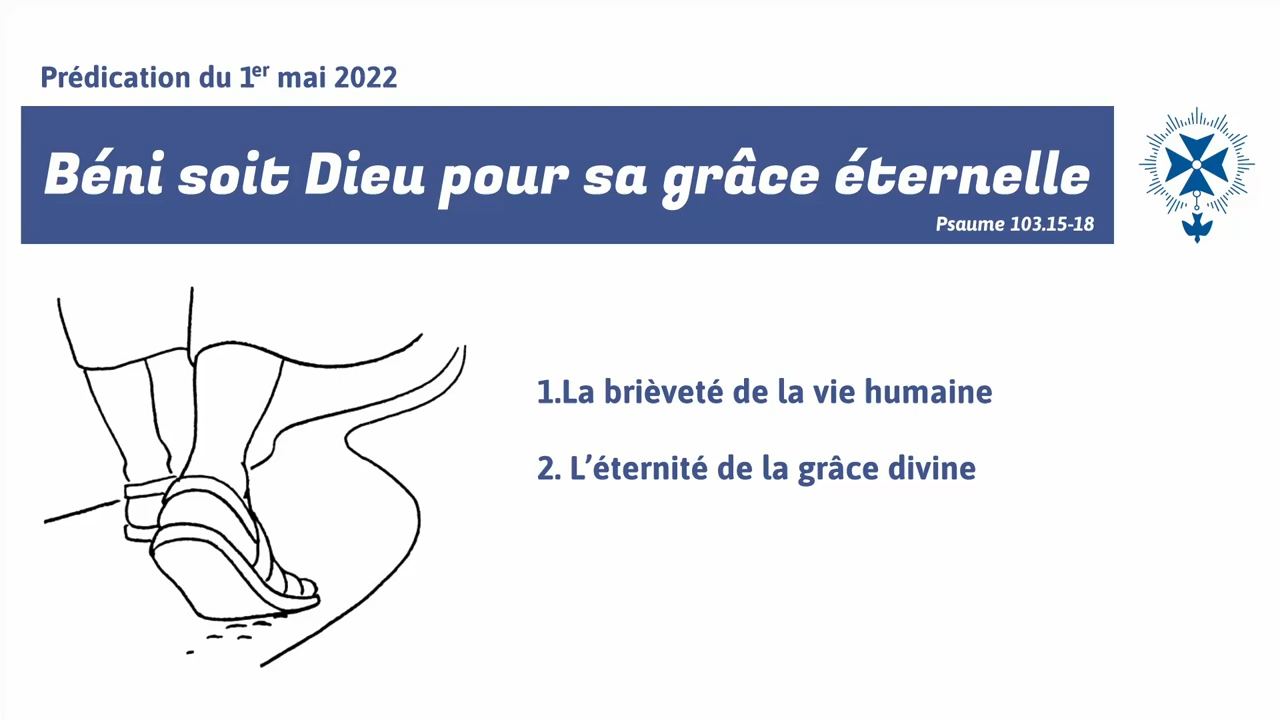 Prédication du 1er mai 2022
Béni soit Dieu pour sa grâce éternelle
Psaume 103.15-18
1.La brièveté de la vie humaine
2. L’éternité de la grâce divine